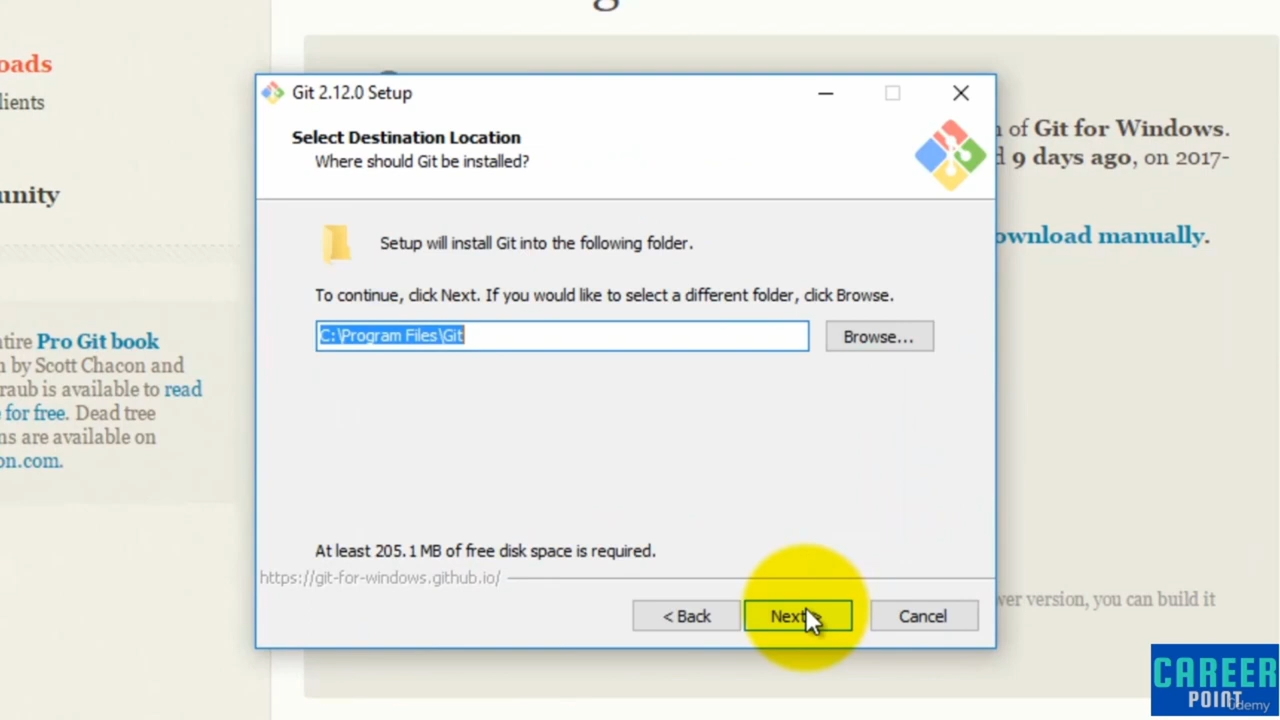 oads
lients
unity
ntire Pro Git book
n by Scott Chacon and
raub is available to read
e for free. Dead tree
ns are available on
on.com.
g
n of Git for Windows.
d 9 days ago, on 2017-
ownload manually.
wer version, you can build it
Git 2.12.0 Setup
Select Destination Location
Where should Git be installed?
Setup will install Git into the following folder.
To continue, click Next. If you would like to select a different folder, click Browse.
C:\Program Files\Git
Browse...
At least 205.1 MB of free disk space is required.
https://git-for-windows.github.io/
< Back
Next >
Cancel
CAREER
POINT
ûdemy